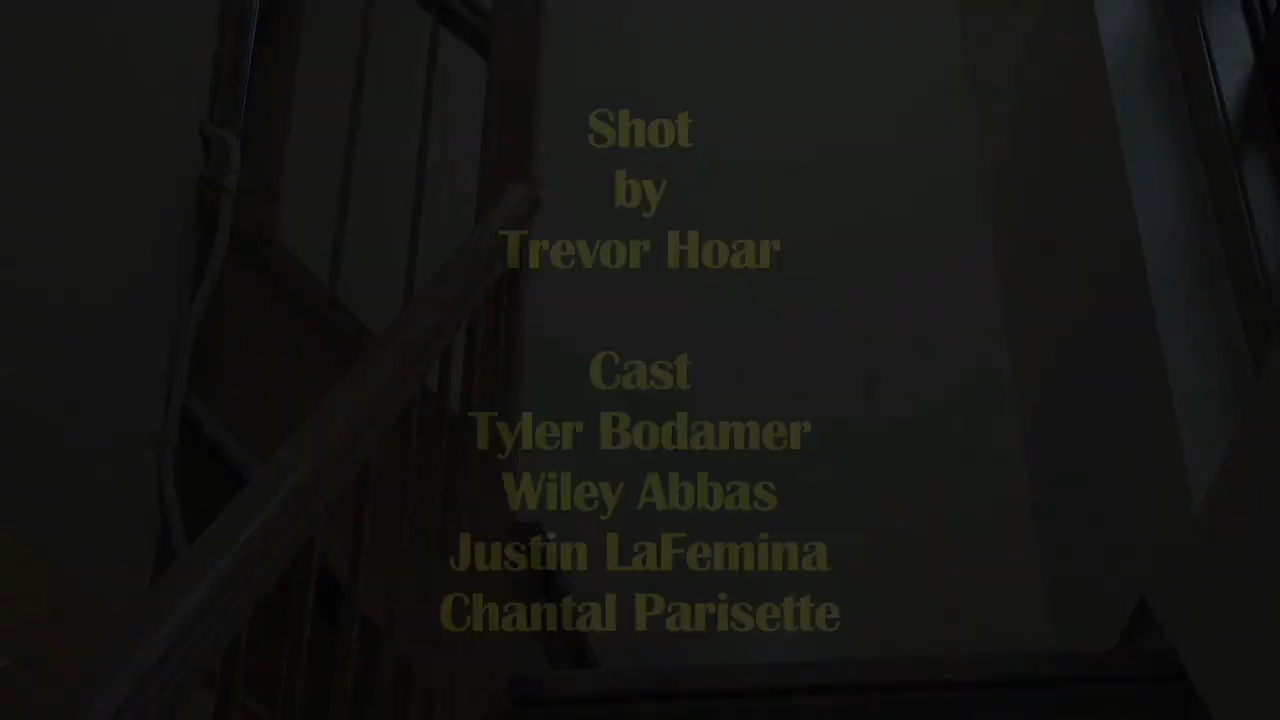 Shot
by
Trevor Hoar
Cast
Tyler Bodamer
Wiley Abbas
Justin LaFemina
Chantal Parisette